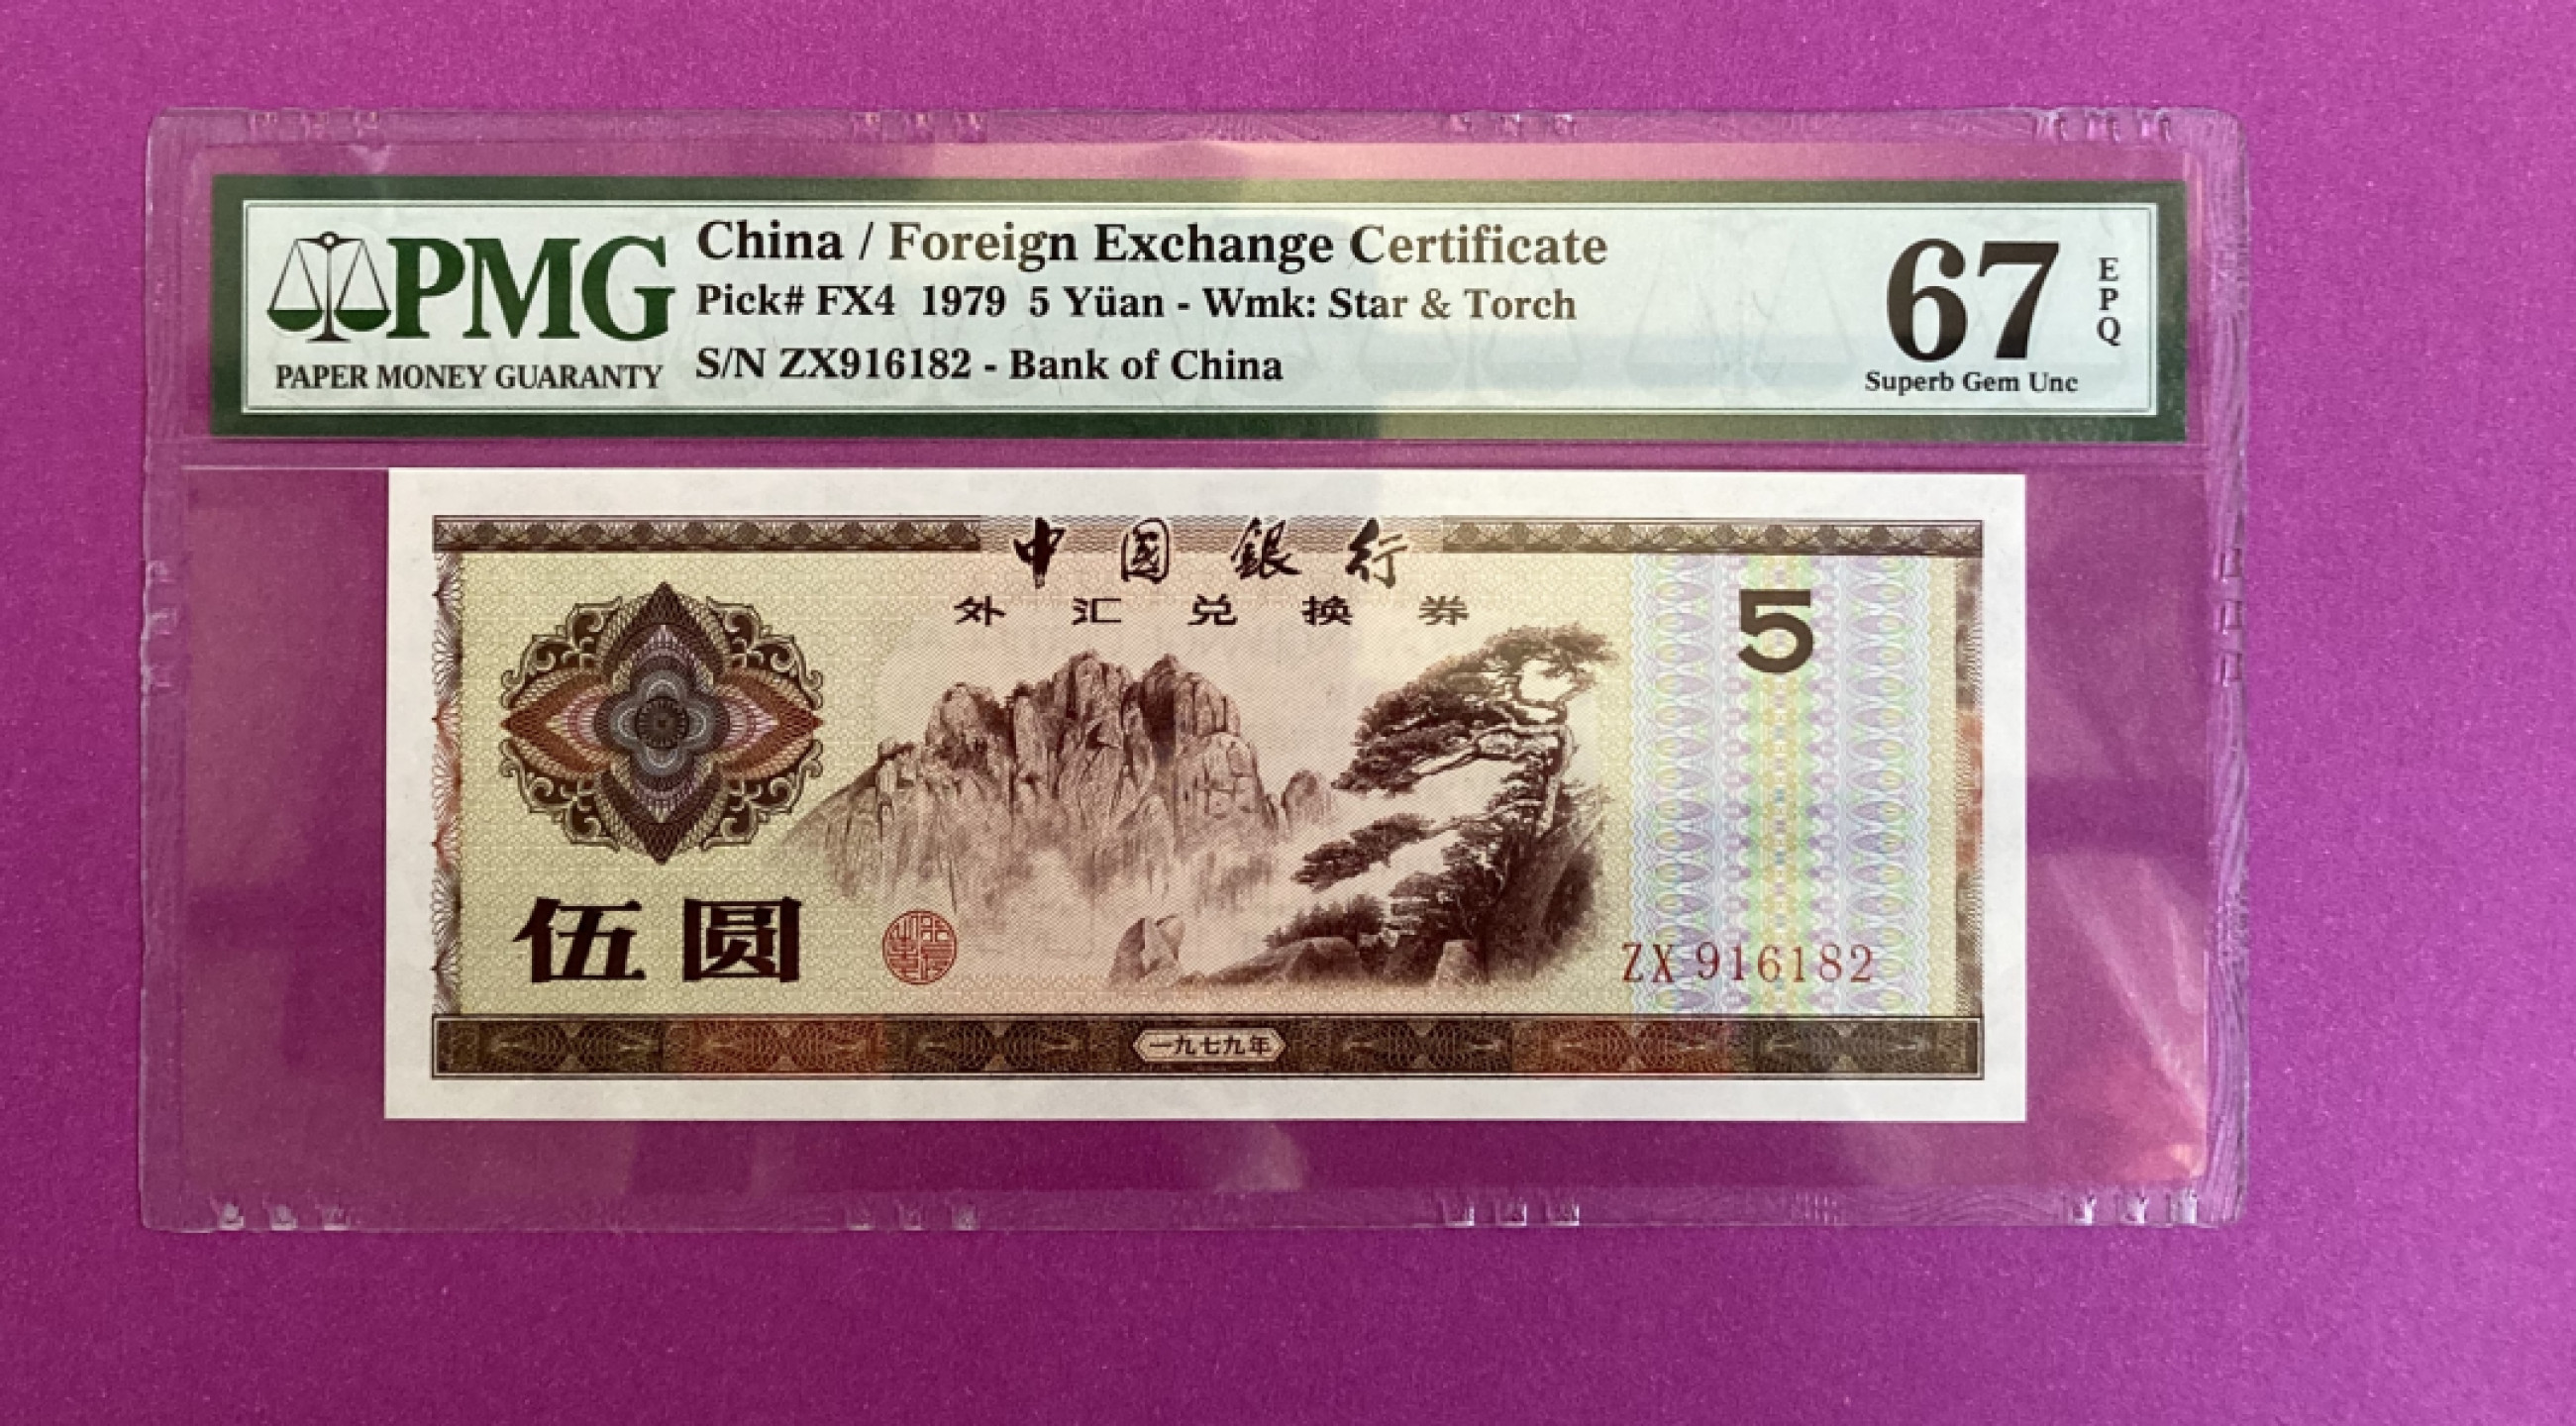 PMG
PAPER MONEY GUARANTY
China / Foreign Exchange Certificate
Pick# FX4 1979 5 Yüan - Wmk: Star & Torch
S/N ZX916182 - Bank of China
67
EPQ
Superb Gem Unc
中國銀行
外汇兑换券
5
伍圆
ZX 916182
一九七九年